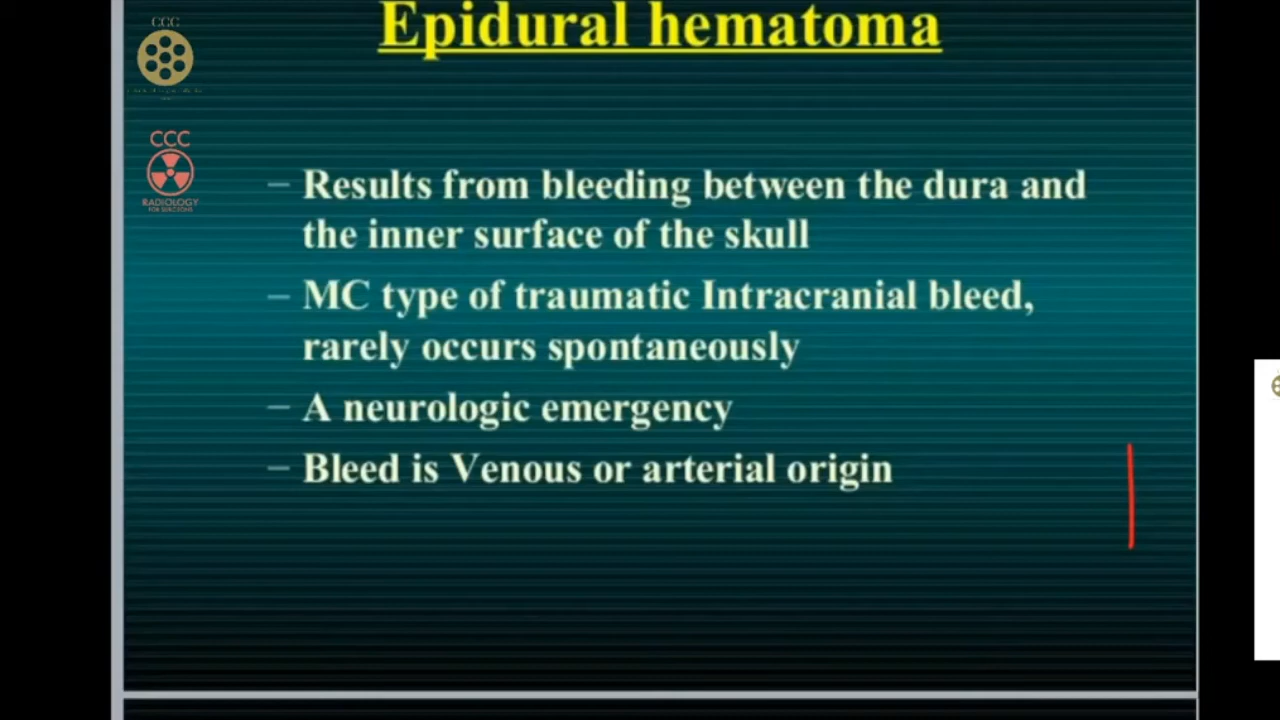 CCC
Epidural hematoma
CCC
RADIOLOGY
– Results from bleeding between the dura and
the inner surface of the skull
– MC type of traumatic Intracranial bleed,
rarely occurs spontaneously
– A neurologic emergency
– Bleed is Venous or arterial origin